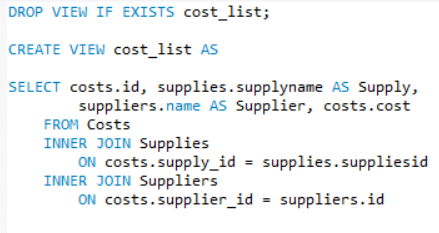 DROP VIEW IF EXISTS cost_list;
CREATE VIEW cost_list AS
SELECT costs.id, supplies.supplyname AS Supply,
suppliers.name AS Supplier, costs.cost
FROM Costs
INNER JOIN Supplies
ON costs.supply_id = supplies.suppliesid
INNER JOIN Suppliers
ON costs.supplier_id = suppliers.id